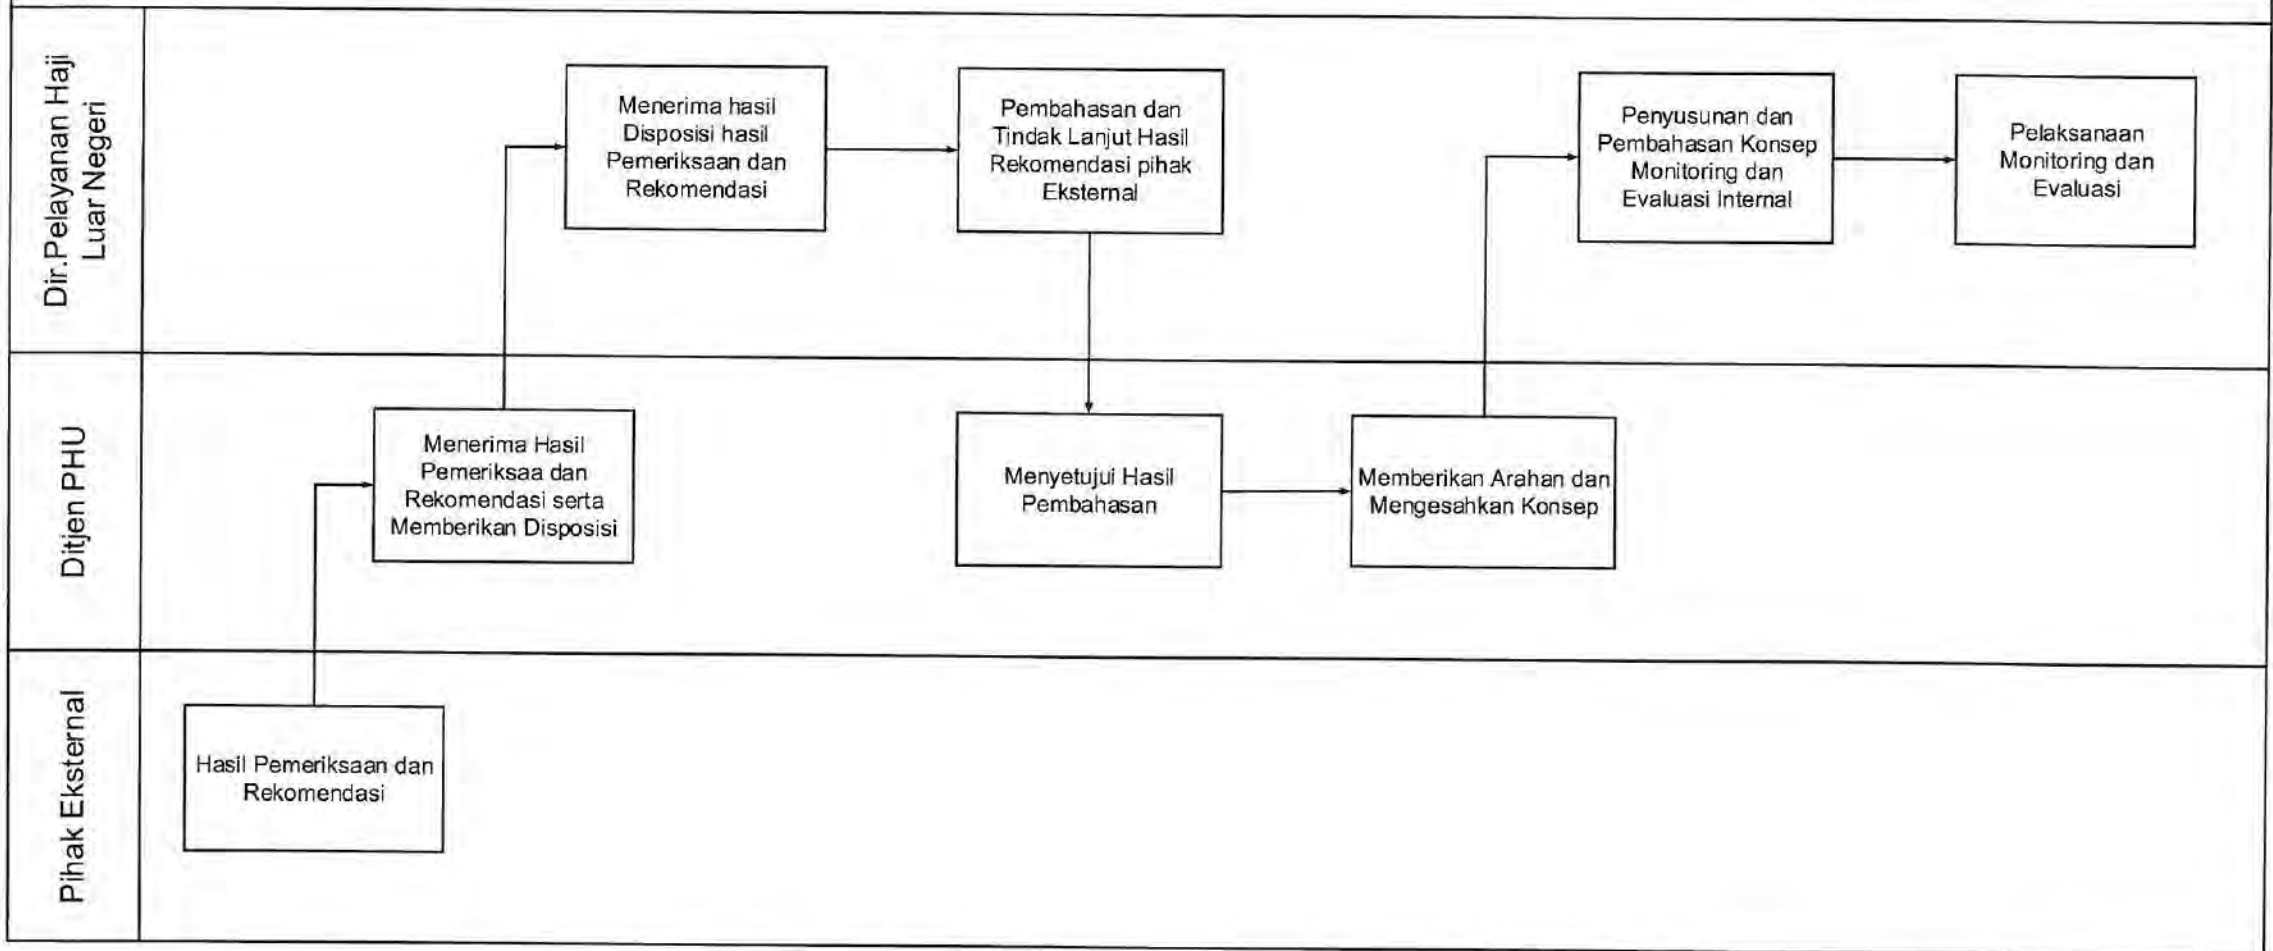 Dir.Pelayanan Haji
Luar Negeri
Menerima hasil
Disposisi hasil
Pemeriksaan dan
Rekomendasi
Pembahasan dan
Tindak Lanjut Hasil
Rekomendasi pihak
Eksternal
Penyusunan dan
Pembahasan Konsep
Monitoring dan
Evaluasi Internal
Pelaksanaan
Monitoring dan
Evaluasi
Ditjen PHU
Menerima Hasil
Pemeriksaa dan
Rekomendasi serta
Memberikan Disposisi
Menyetujui Hasil
Pembahasan
Memberikan Arahan dan
Mengesahkan Konsep
Pihak Eksternal
Hasil Pemeriksaan dan
Rekomendasi